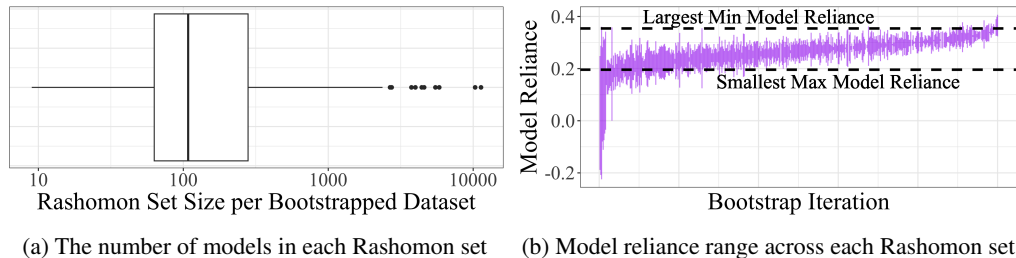 10
100
1000
10000
Rashomon Set Size per Bootstrapped Dataset
(a) The number of models in each Rashomon set
Model Reliance
0.4
0.2
0.0
-0.2
Largest Min Model Reliance
Smallest Max Model Reliance
Bootstrap Iteration
(b) Model reliance range across each Rashomon set